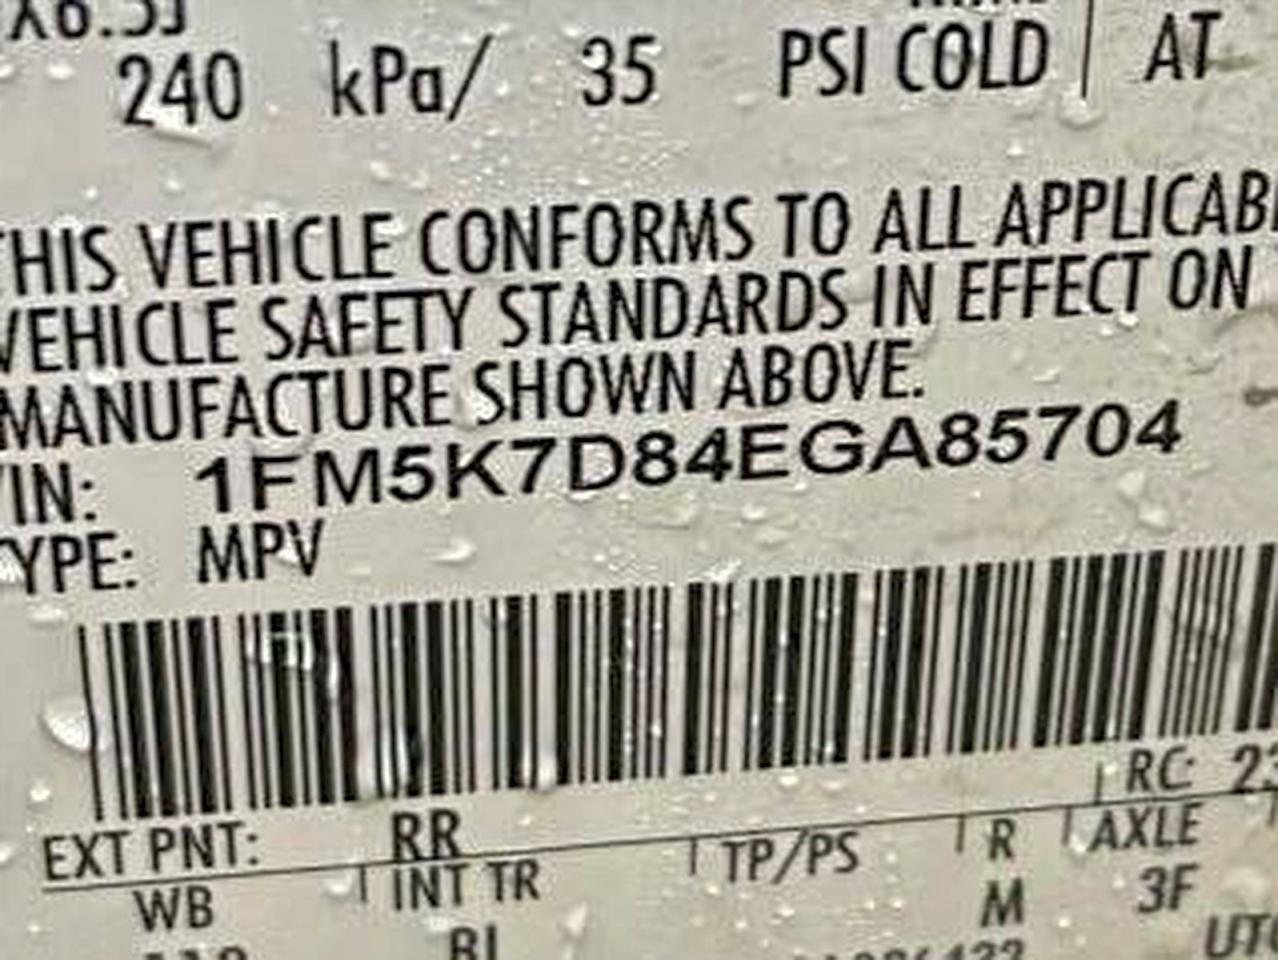 240 kPa/ 35 PSI COLD AT
THIS VEHICLE CONFORMS TO ALL APPLICAB
VEHICLE SAFETY STANDARDS IN EFFECT ON
MANUFACTURE SHOWN ABOVE.
VIN: 1FM5K7D84EGA85704
TYPE: MPV
RC: 23
EXT PNT: RR
WB INT TR TP/PS R AXLE
M 3F